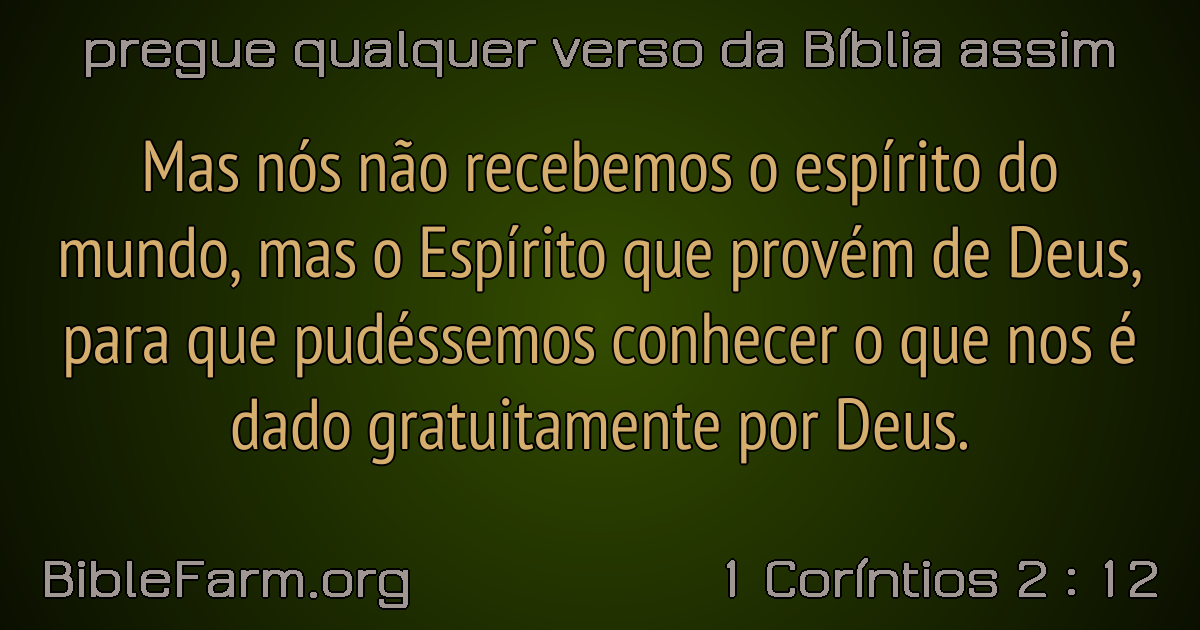 pregue qualquer verso da Bíblia assim
Mas nós não recebemos o espírito do
mundo, mas o Espírito que provém de Deus,
para que pudéssemos conhecer o que nos é
dado gratuitamente por Deus.
BibleFarm.org
1 Coríntios 2 : 12